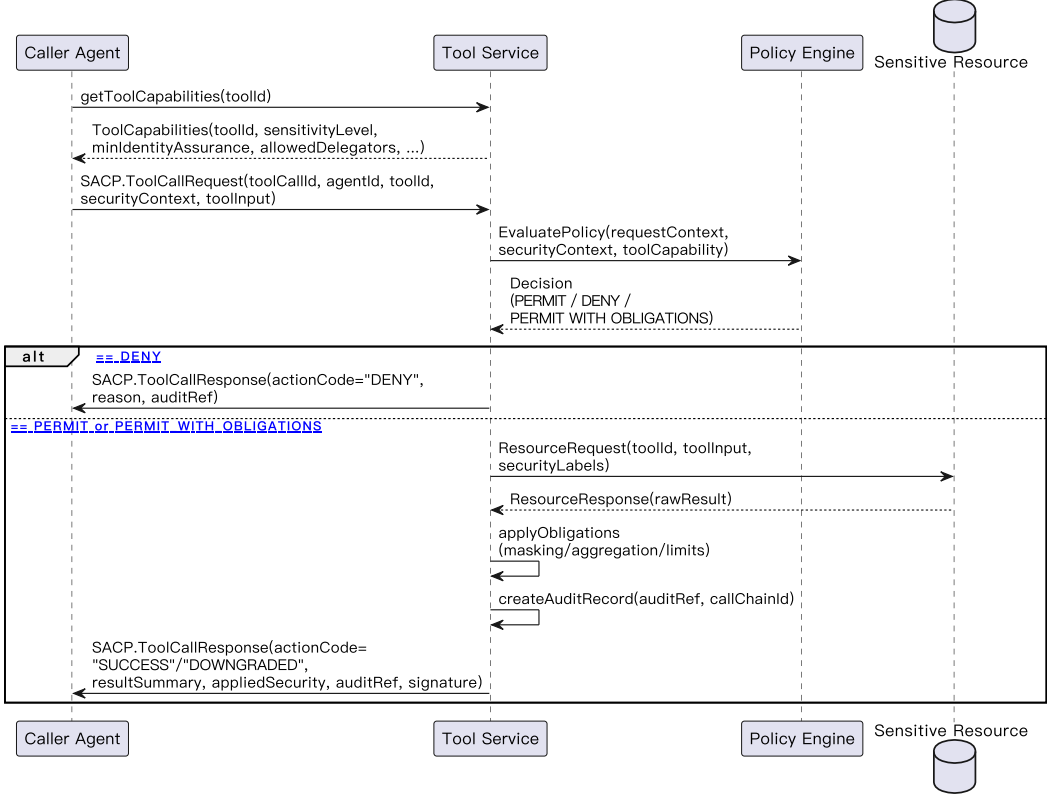 Caller Agent
Tool Service
Policy Engine
Sensitive Resource
getToolCapabilities(toolId)
ToolCapabilities(toolId, sensitivityLevel,
minIdentityAssurance, allowedDelegators, ...)
SACP.ToolCallRequest(toolCallId, agentId, toolId,
securityContext, toolInput)
EvaluatePolicy(requestContext,
securityContext, toolCapability)
Decision
(PERMIT / DENY /
PERMIT WITH OBLIGATIONS)
alt
== DENY
SACP.ToolCallResponse(actionCode="DENY",
reason, auditRef)
== PERMIT or PERMIT_WITH_OBLIGATIONS
ResourceRequest(toolId, toolInput,
securityLabels)
ResourceResponse(rawResult)
applyObligations
(masking/aggregation/limits)
createAuditRecord(auditRef, callChainId)
SACP.ToolCallResponse(actionCode=
"SUCCESS"/"DOWNGRADED",
resultSummary, appliedSecurity, auditRef, signature)
Caller Agent
Tool Service
Policy Engine
Sensitive Resource